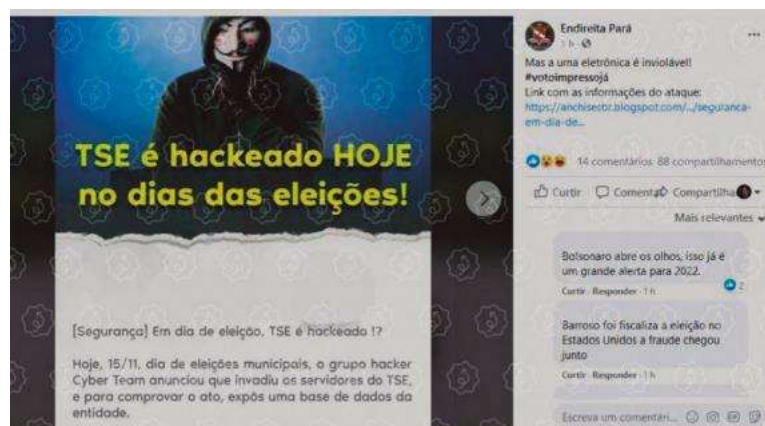 TSE é hackeado HOJE
no dias das eleições!
[Segurança] Em dia de eleição, TSE é hackeado !?
Hoje, 15/11, dia de eleições municipais, o grupo hacker
Cyber Team anunciou que invadiu os servidores do TSE,
e para comprovar o ato, expôs uma base de dados da
entidade.
Endireita Pará
1 h
Mas a urna eletrônica é inviolável!
#votoimpressojá
Link com as informações do ataque:
https://anchisesbr.blogspot.com/.../seguranca-
em-dia-de...
14 comentários 88 compartilhamentos
Curtir Comentar Compartilha
Mais relevantes
Bolsonaro abre os olhos, isso já é
um grande alerta para 2022.
Curtir · Responder · 1 h
2
Barroso foi fiscaliza a eleição no
Estados Unidos a fraude chegou
junto
Curtir · Responder · 1 h
Escreva um comentári...